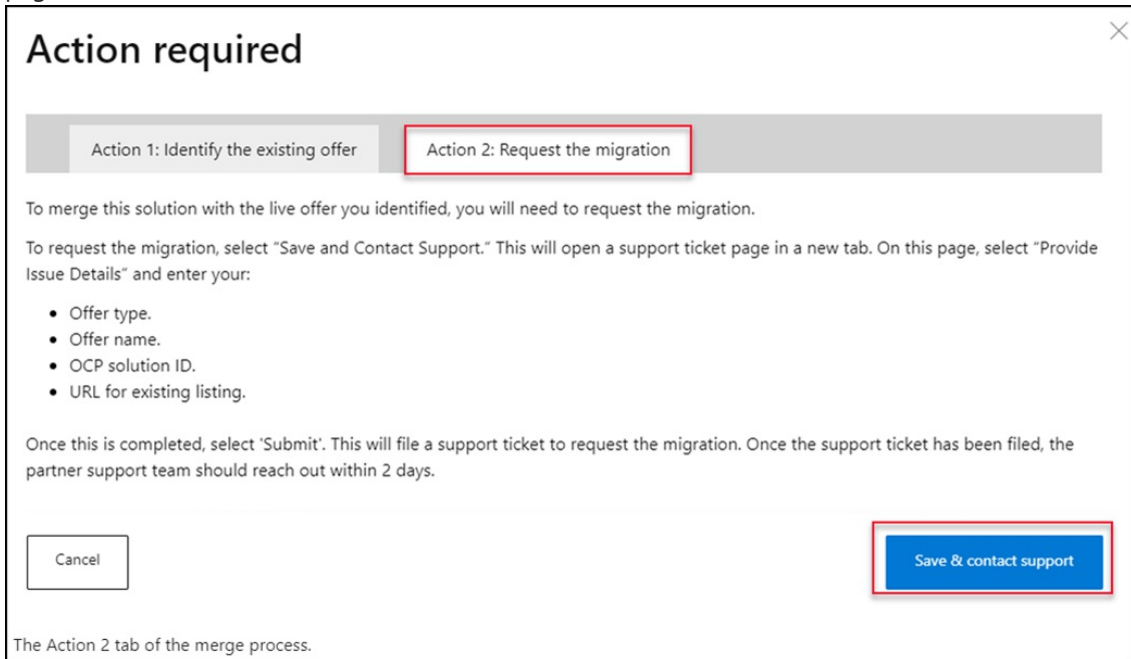 Action required
Action 1: Identify the existing offer
Action 2: Request the migration
To merge this solution with the live offer you identified, you will need to request the migration.
To request the migration, select “Save and Contact Support.” This will open a support ticket page in a new tab. On this page, select “Provide
Issue Details” and enter your:
• Offer type.
• Offer name.
• OCP solution ID.
• URL for existing listing.
Once this is completed, select 'Submit'. This will file a support ticket to request the migration. Once the support ticket has been filed, the
partner support team should reach out within 2 days.
Cancel
Save & contact support
The Action 2 tab of the merge process.